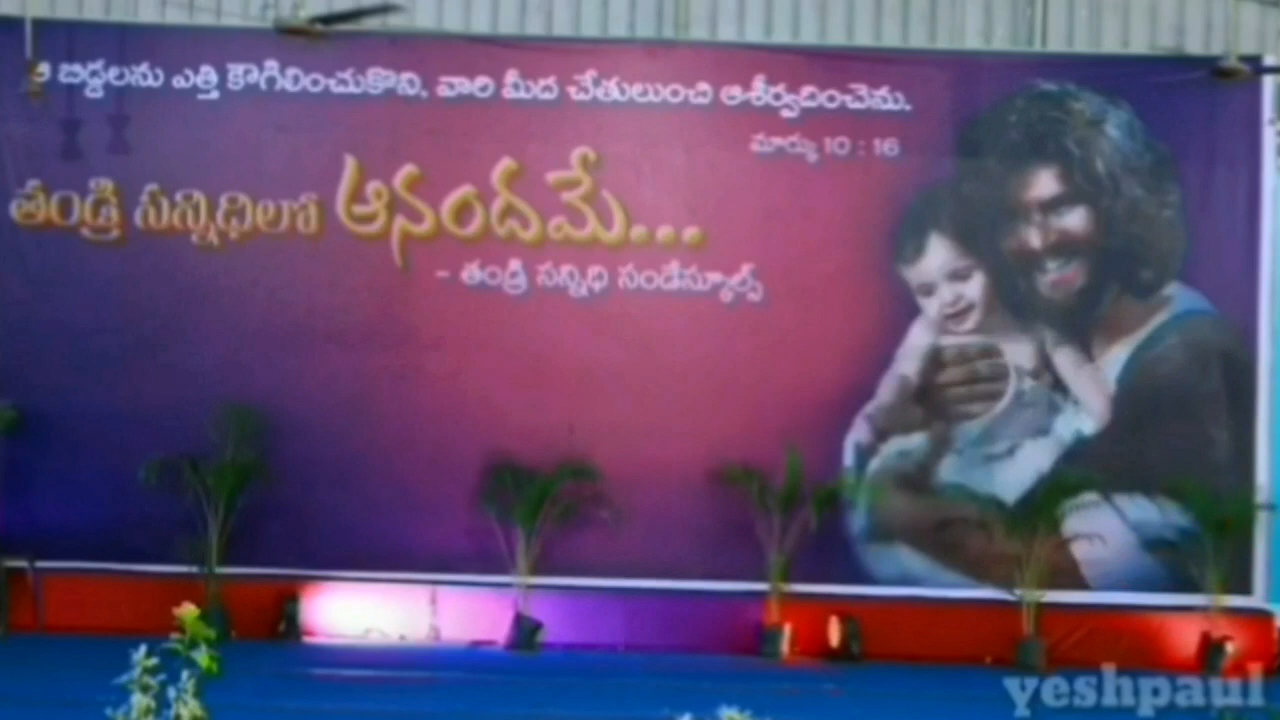 ఆ బిడ్డలను ఎత్తి కౌగిలించుకొని, వారి మీద చేతులుంచి ఆశీర్వదించెను.
మార్కు 10 : 16
తండ్రి సన్నిధిలో ఆనందమే...
- తండ్రి సన్నిధి సండేస్కూల్స్
yeshpaul